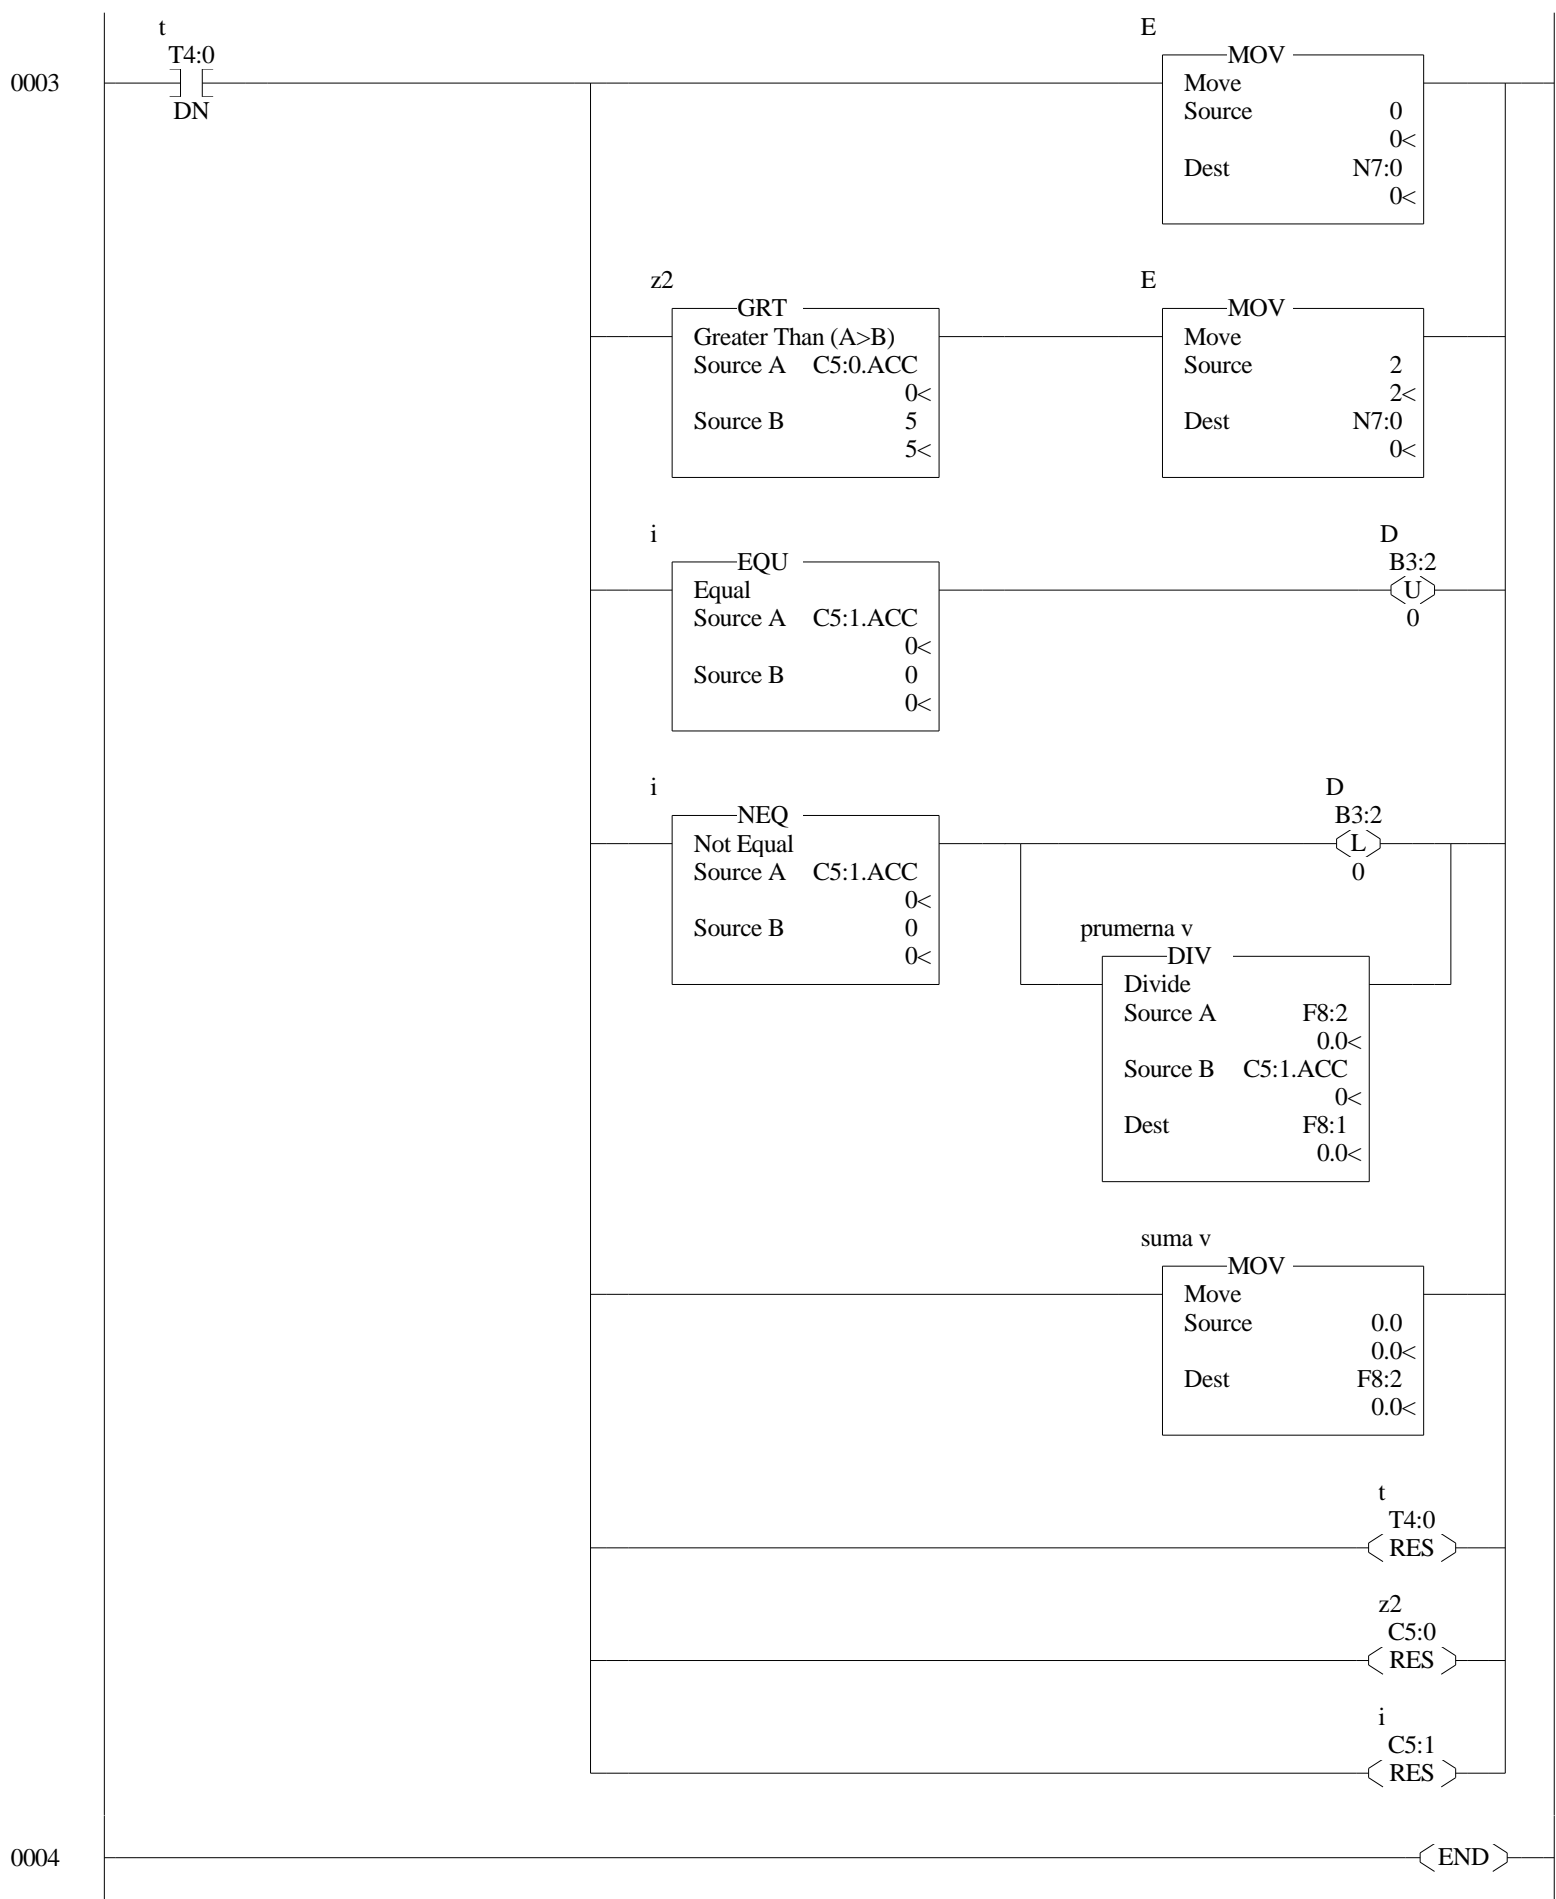 t
E
T4:0
MOV
0003
Move
DN
Source 0
0<
Dest N7:0
0<
z2
E
GRT
MOV
Greater Than (A>B)
Move
Source A C5:0.ACC
Source 2
0<
2<
Source B 5
Dest N7:0
5<
0<
i
D
EQU
B3:2
Equal
U
Source A C5:1.ACC
0
0<
Source B 0
0<
i
D
NEQ
B3:2
Not Equal
L
Source A C5:1.ACC
0
0<
Source B 0
prumerna v
0<
DIV
Divide
Source A F8:2
0.0<
Source B C5:1.ACC
0<
Dest F8:1
0.0<
suma v
MOV
Move
Source 0.0
0.0<
Dest F8:2
0.0<
t
T4:0
RES
z2
C5:0
RES
i
C5:1
RES
0004
END